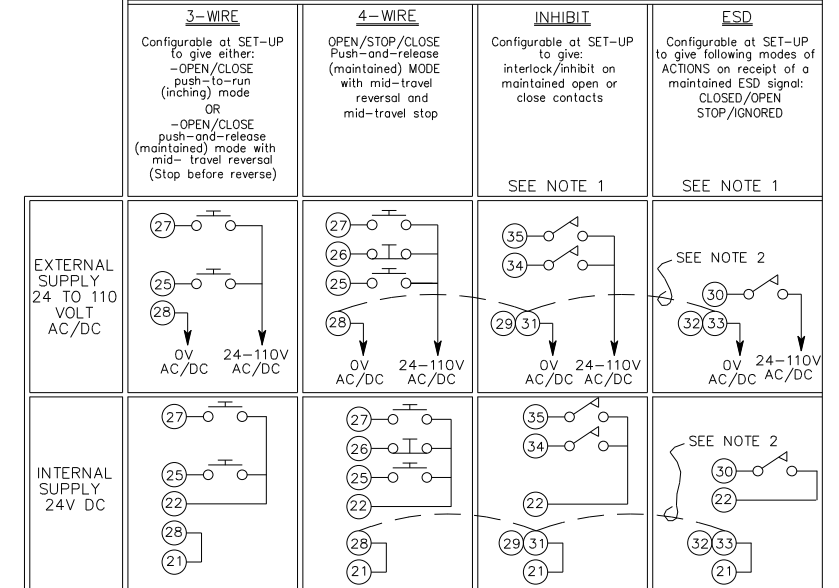 3-WIRE
Configurable at SET-UP
to give either:
-OPEN/CLOSE
push-to-run
(inching) mode
OR
-OPEN/CLOSE
push-and-release
(maintained) mode with
mid- travel reversal
(Stop before reverse)
4-WIRE
OPEN/STOP/CLOSE
Push-and-release
(maintained) MODE
with mid-travel
reversal and
mid-travel stop
INHIBIT
Configurable at SET-UP
to give:
interlock/inhibit on
maintained open or
close contacts
SEE NOTE 1
ESD
Configurable at SET-UP
to give following modes of
ACTIONS on receipt of a
maintained ESD signal:
CLOSED/OPEN
STOP/IGNORED
SEE NOTE 1
EXTERNAL
SUPPLY
24 TO 110
VOLT
AC/DC
27
25
28
0V
AC/DC
24-110V
AC/DC
27
26
25
28
0V
AC/DC
24-110V
AC/DC
35
34
29
31
0V
AC/DC
24-110V
AC/DC
SEE NOTE 2
30
32
33
0V
AC/DC
24-110V
AC/DC
INTERNAL
SUPPLY
24V DC
27
25
22
28
21
27
26
25
22
28
21
35
34
22
29
31
21
SEE NOTE 2
30
22
32
33
21